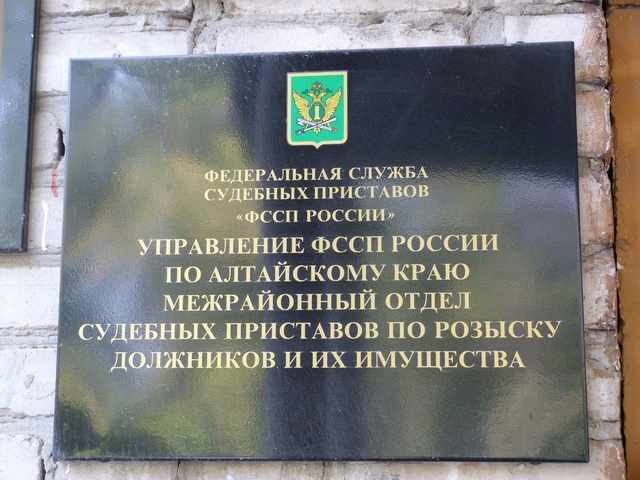 ФЕДЕРАЛЬНАЯ СЛУЖБА
СУДЕБНЫХ ПРИСТАВОВ
«ФССП РОССИИ»
УПРАВЛЕНИЕ ФССП РОССИИ
ПО АЛТАЙСКОМУ КРАЮ
МЕЖРАЙОННЫЙ ОТДЕЛ
СУДЕБНЫХ ПРИСТАВОВ ПО РОЗЫСКУ
ДОЛЖНИКОВ И ИХ ИМУЩЕСТВА